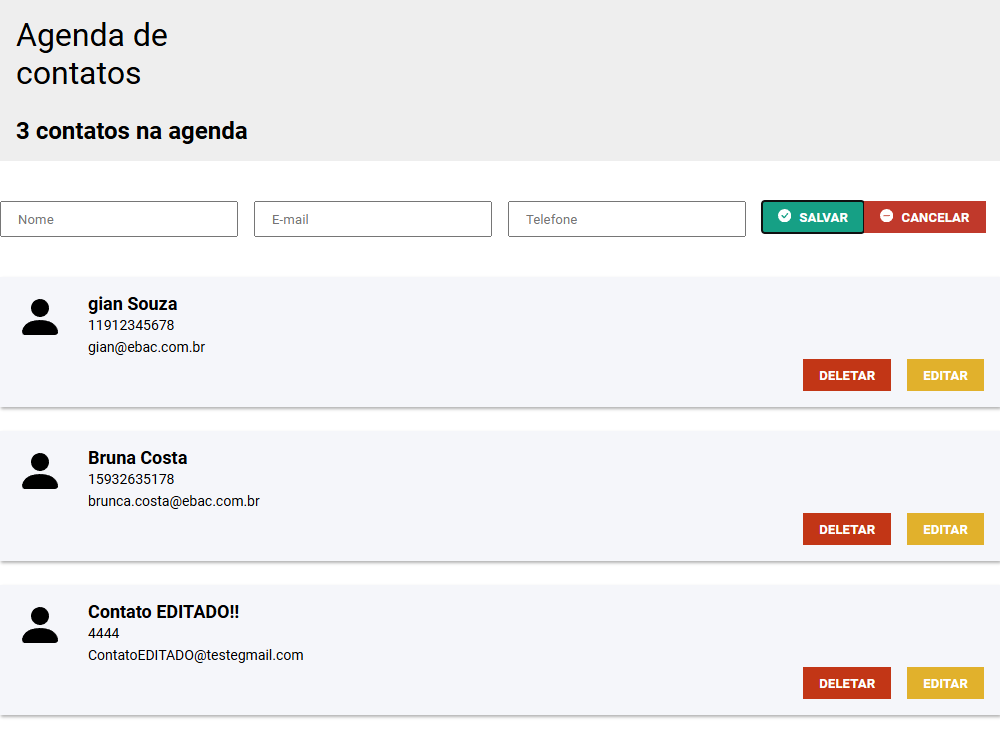 Agenda de
contatos
3 contatos na agenda
Nome E-mail Telefone SALVAR CANCELAR
gian Souza
11912345678
gian@ebac.com.br
DELETAR EDITAR
Bruna Costa
15932635178
brunca.costa@ebac.com.br
DELETAR EDITAR
Contato EDITADO!!
4444
ContatoEDITADO@testegmail.com
DELETAR EDITAR